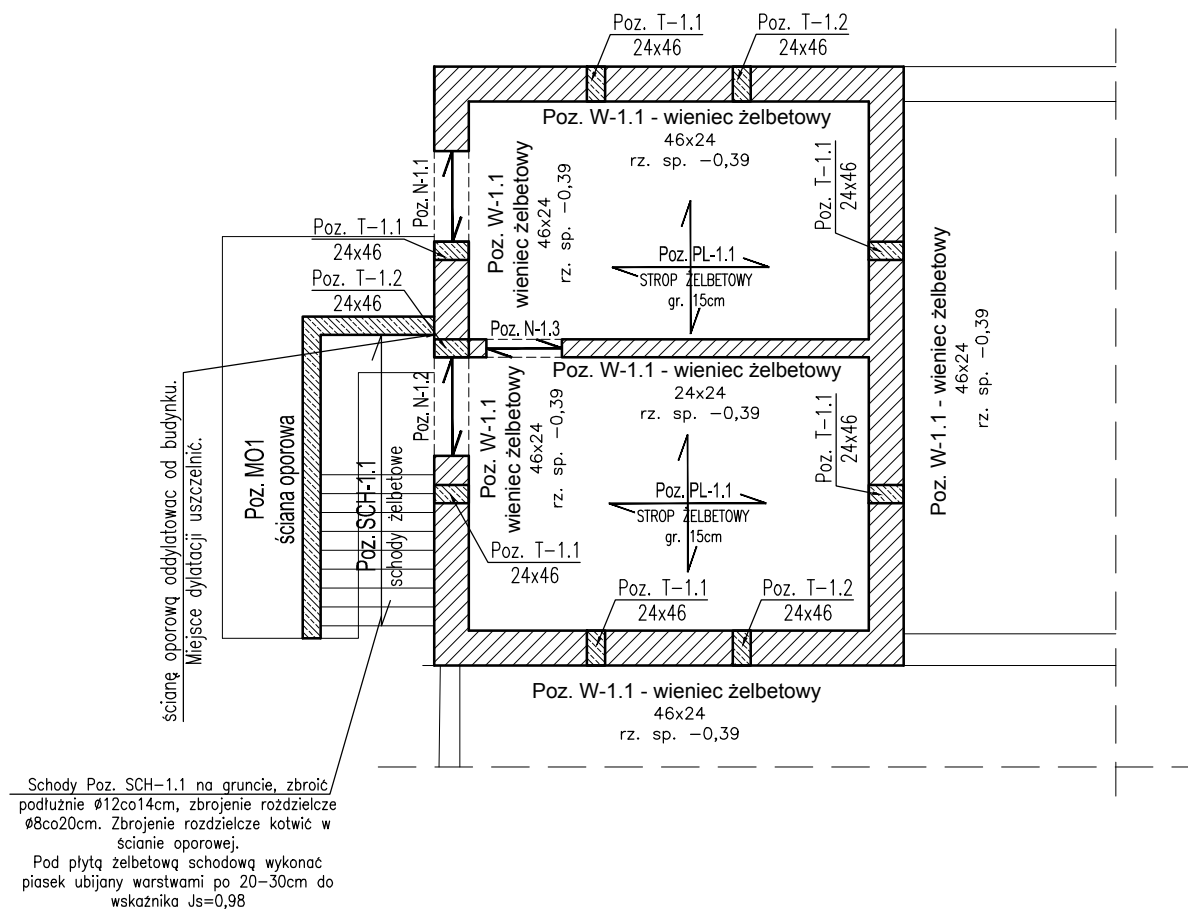 Poz. T-1.1
24x46
Poz. T-1.2
24x46
Poz. W-1.1 - wieniec żelbetowy
46x24
rz. sp. -0,39
Poz. N-1.1
Poz. W-1.1
wieniec żelbetowy
46x24
rz. sp. -0,39
Poz. T-1.1
24x46
Poz. T-1.1
24x46
Poz. PL-1.1
STROP ŻELBETOWY
gr. 15cm
Poz. W-1.1 - wieniec żelbetowy
46x24
rz. sp. -0,39
Poz. T-1.2
24x46
Poz. N-1.3
Poz. N-1.2
Poz. W-1.1 - wieniec żelbetowy
24x24
rz. sp. -0,39
Poz. W-1.1
wieniec żelbetowy
46x24
rz. sp. -0,39
Poz. T-1.1
24x46
ścianę oporową oddylatowac od budynku.
Miejsce dylatacji uszczelnić.
Poz. MO1
ściana oporowa
Poz. SCH-1.1
schody żelbetowe
Poz. PL-1.1
STROP ŻELBETOWY
gr. 15cm
Poz. T-1.1
24x46
Poz. T-1.1
24x46
Poz. T-1.2
24x46
Poz. W-1.1 - wieniec żelbetowy
46x24
rz. sp. -0,39
Schody Poz. SCH-1.1 na gruncie, zbroić
podłużnie ø12co14cm, zbrojenie rozdzielcze
ø8co20cm. Zbrojenie rozdzielcze kotwić w
ścianie oporowej.
Pod płytą żelbetową schodową wykonać
piasek ubijany warstwami po 20-30cm do
wskaźnika Js=0,98